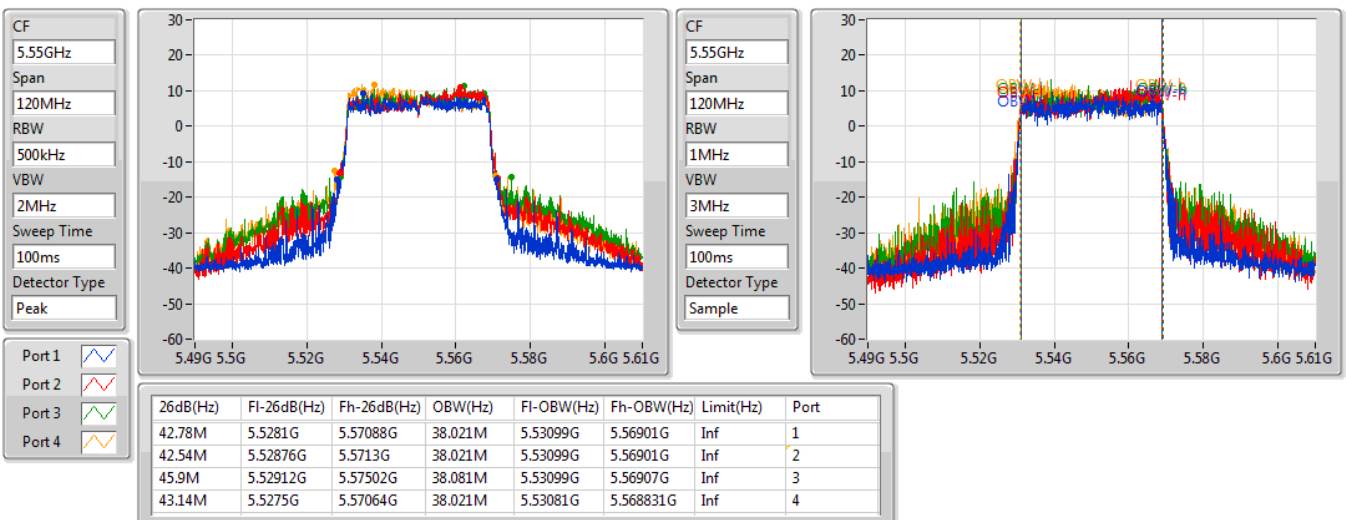 CF
5.55GHz
Span
120MHz
RBW
500kHz
VBW
2MHz
Sweep Time
100ms
Detector Type
Peak
30
20
10
0
-10
-20
-30
-40
-50
-60
5.49G 5.5G 5.52G 5.54G 5.56G 5.58G 5.6G 5.61G
CF
5.55GHz
Span
120MHz
RBW
1MHz
VBW
3MHz
Sweep Time
100ms
Detector Type
Sample
30
20
10
0
-10
-20
-30
-40
-50
-60
5.49G 5.5G 5.52G 5.54G 5.56G 5.58G 5.6G 5.61G
Port 1
Port 2
Port 3
Port 4
26dB(Hz) Fl-26dB(Hz) Fh-26dB(Hz) OBW(Hz) Fl-OBW(Hz) Fh-OBW(Hz) Limit(Hz) Port
42.78M 5.5281G 5.57088G 38.021M 5.53099G 5.56901G Inf 1
42.54M 5.52876G 5.5713G 38.021M 5.53099G 5.56901G Inf 2
45.9M 5.52912G 5.57502G 38.081M 5.53099G 5.56907G Inf 3
43.14M 5.5275G 5.57064G 38.021M 5.53081G 5.568831G Inf 4